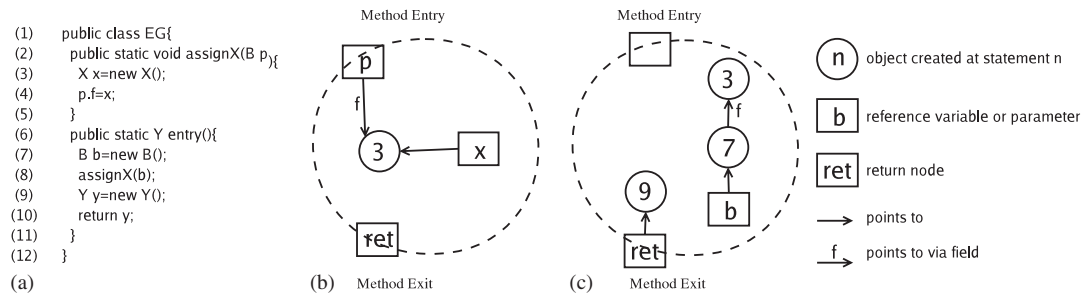 (1) public class EG{
(2) public static void assignX(B p){
(3) X x=new X();
(4) p.f=x;
(5) }
(6) public static Y entry(){
(7) B b=new B();
(8) assignX(b);
(9) Y y=new Y();
(10) return y;
(11) }
(12) }
(a)
Method Entry
p
f
3
x
ret
(b)
Method Exit
Method Entry
3
f
7
9
b
ret
(c)
Method Exit
n object created at statement n
b reference variable or parameter
ret return node
points to
f points to via field